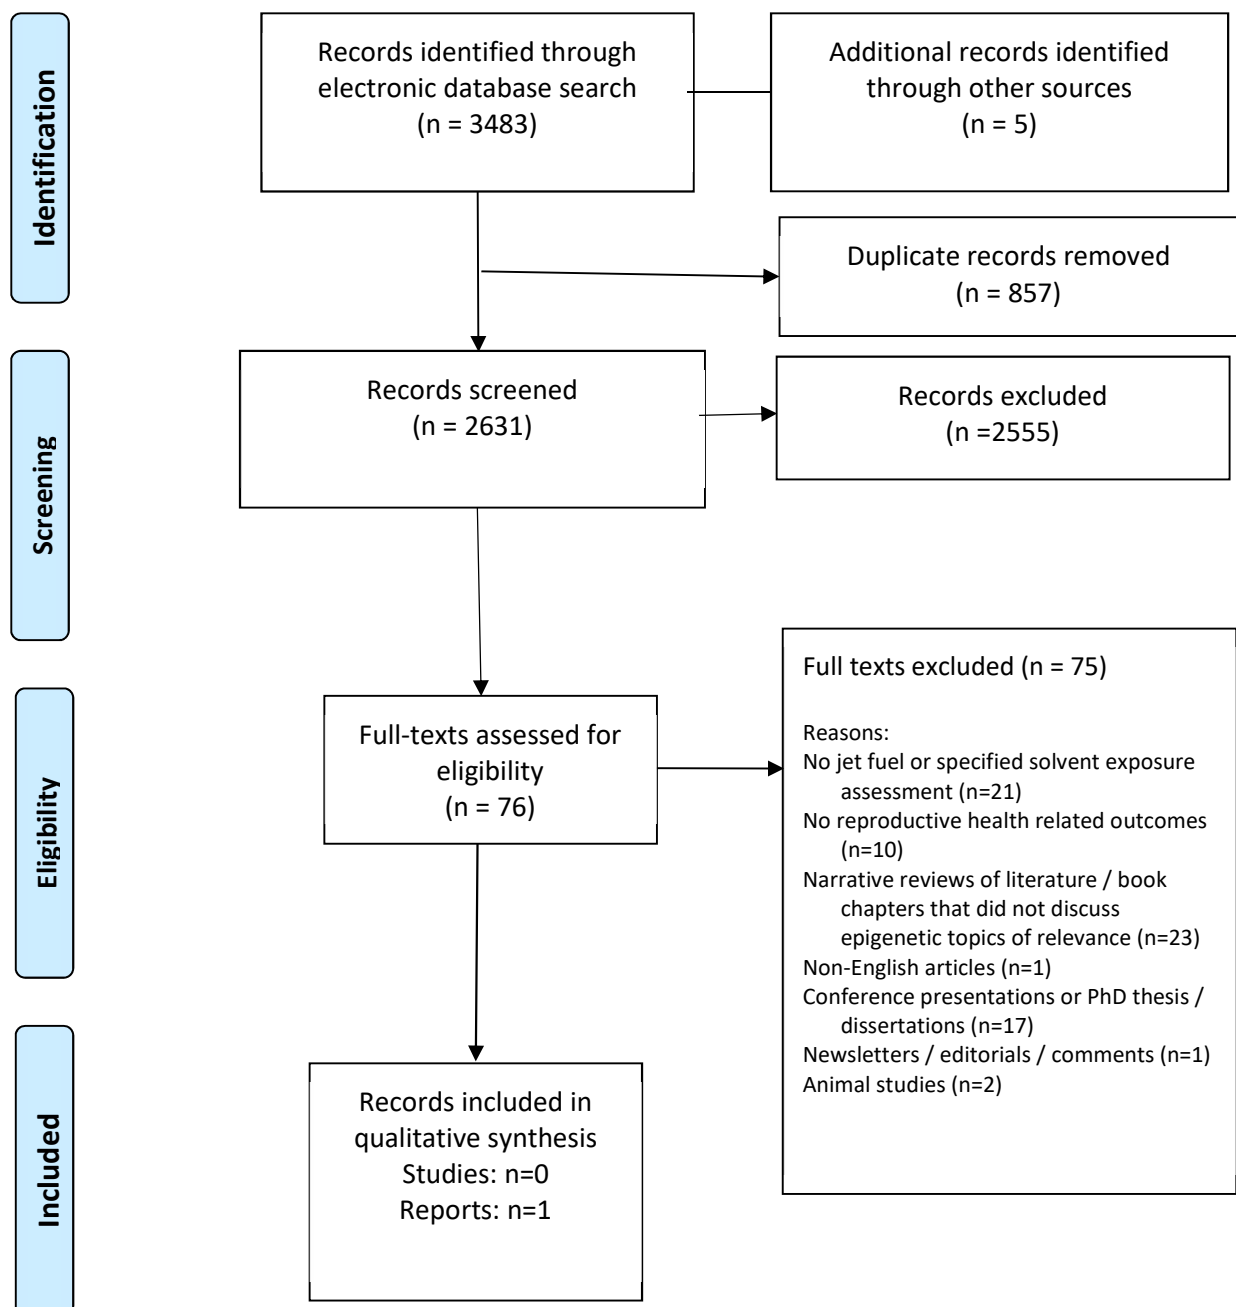 Identification
Records identified through
electronic database search
(n = 3483)
Additional records identified
through other sources
(n = 5)
Duplicate records removed
(n = 857)
Screening
Records screened
(n = 2631)
Records excluded
(n =2555)
Eligibility
Full-texts assessed for
eligibility
(n = 76)
Full texts excluded (n = 75)
Reasons:
No jet fuel or specified solvent exposure
assessment (n=21)
No reproductive health related outcomes
(n=10)
Narrative reviews of literature / book
chapters that did not discuss
epigenetic topics of relevance (n=23)
Non-English articles (n=1)
Conference presentations or PhD thesis /
dissertations (n=17)
Newsletters / editorials / comments (n=1)
Animal studies (n=2)
Included
Records included in
qualitative synthesis
Studies: n=0
Reports: n=1